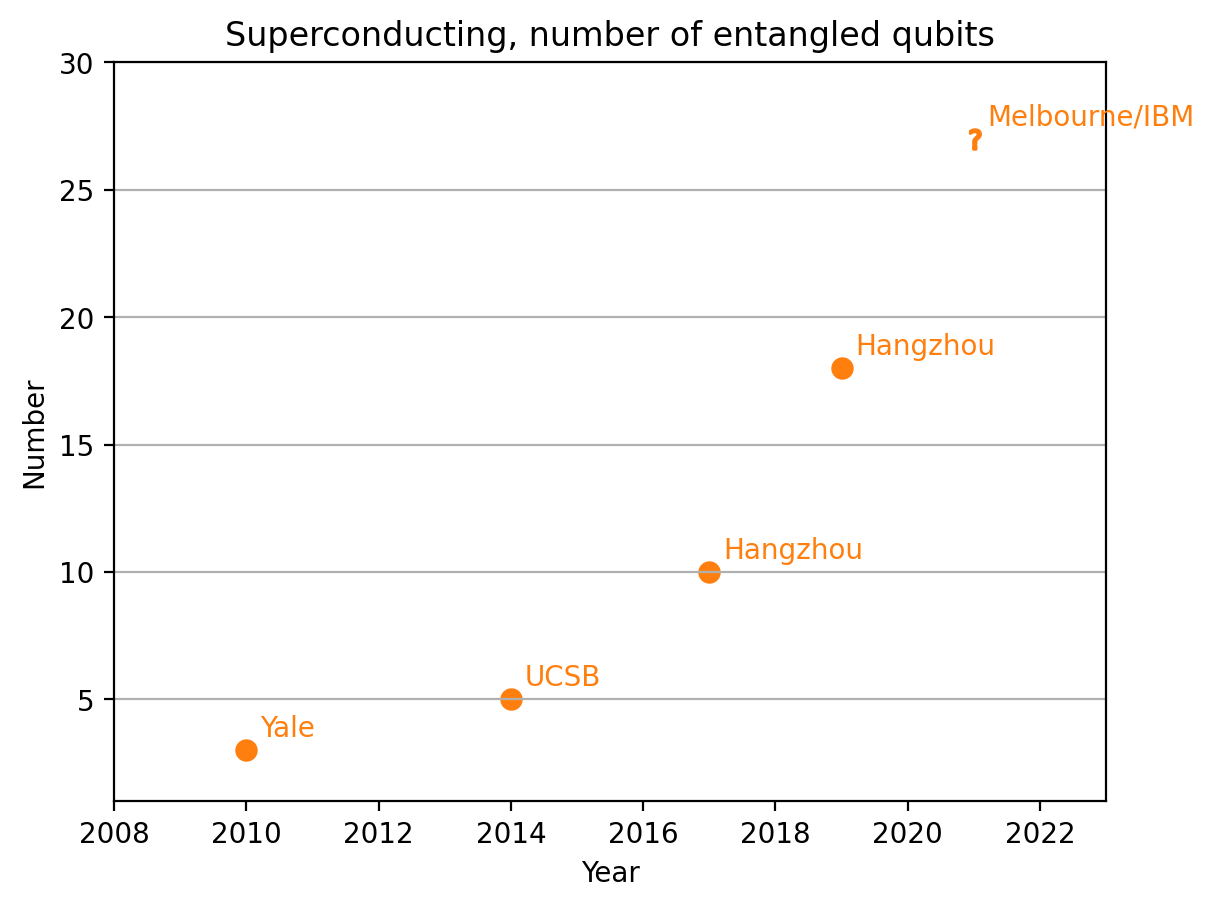 Superconducting, number of entangled qubits
30
Melbourne/IBM
?
25
20
Hangzhou
15
Number
Hangzhou
10
UCSB
5
Yale
2008 2010 2012 2014 2016 2018 2020 2022
Year